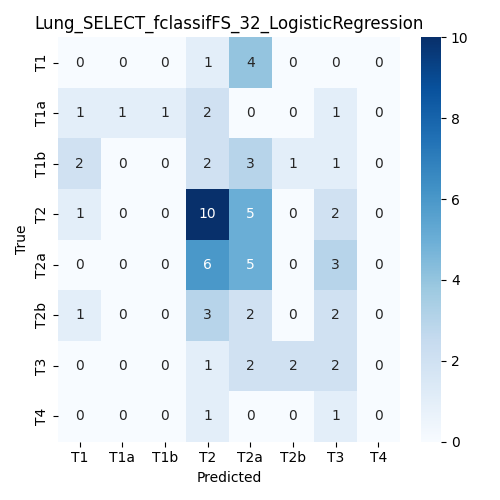 Lung_SELECT_fclassifFS_32_LogisticRegression
T1 0 0 0 1 4 0 0 0
T1a 1 1 1 2 0 0 1 0
T1b 2 0 0 2 3 1 1 0
T2 1 0 0 10 5 0 2 0
T2a 0 0 0 6 5 0 3 0
T2b 1 0 0 3 2 0 2 0
T3 0 0 0 1 2 2 2 0
T4 0 0 0 1 0 0 1 0
T1 T1a T1b T2 T2a T2b T3 T4
Predicted
True
10
8
6
4
2
0